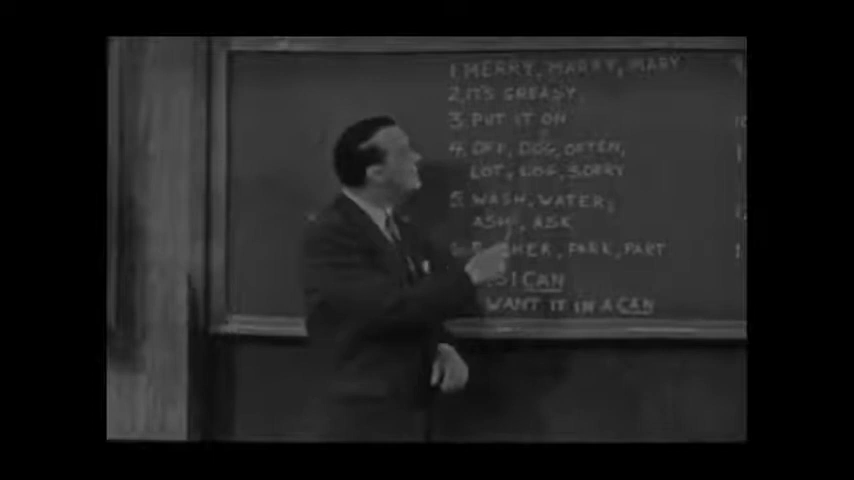 1. MERRY, MARRY, MARY
2. IT'S GREASY.
3. PUT IT ON
4. OFF, DOG, OFTEN,
LOT, LOG, SORRY
5. WASH, WATER,
ASH, ASK
PARK, PART
I CAN
WANT IT IN A CAN